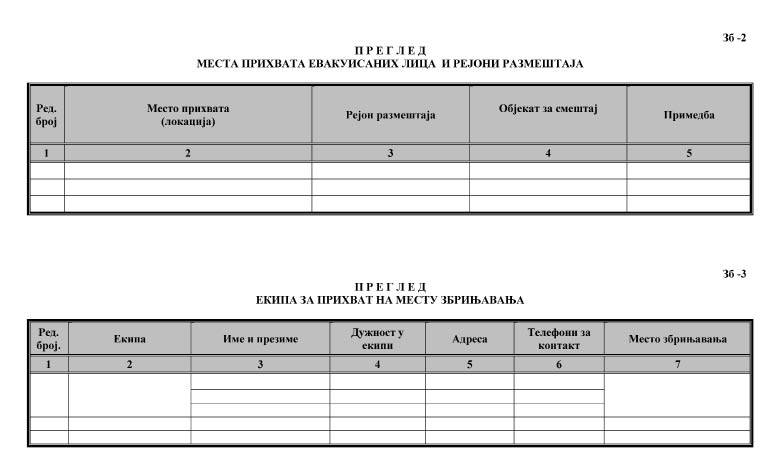 Зб -2
П Р Е Г Л Е Д
МЕСТА ПРИХВАТА ЕВАКУИСАНИХ ЛИЦА И РЕЈОНИ РАЗМЕШТАЈА
Ред. број Место прихвата (локација) Рејон размештаја Објекат за смештај Примедба
1 2 3 4 5
Зб -3
П Р Е Г Л Е Д
ЕКИПА ЗА ПРИХВАТ НА МЕСТУ ЗБРИЊАВАЊА
Ред. број. Екипа Име и презиме Дужност у екипи Адреса Телефони за контакт Место збрињавања
1 2 3 4 5 6 7